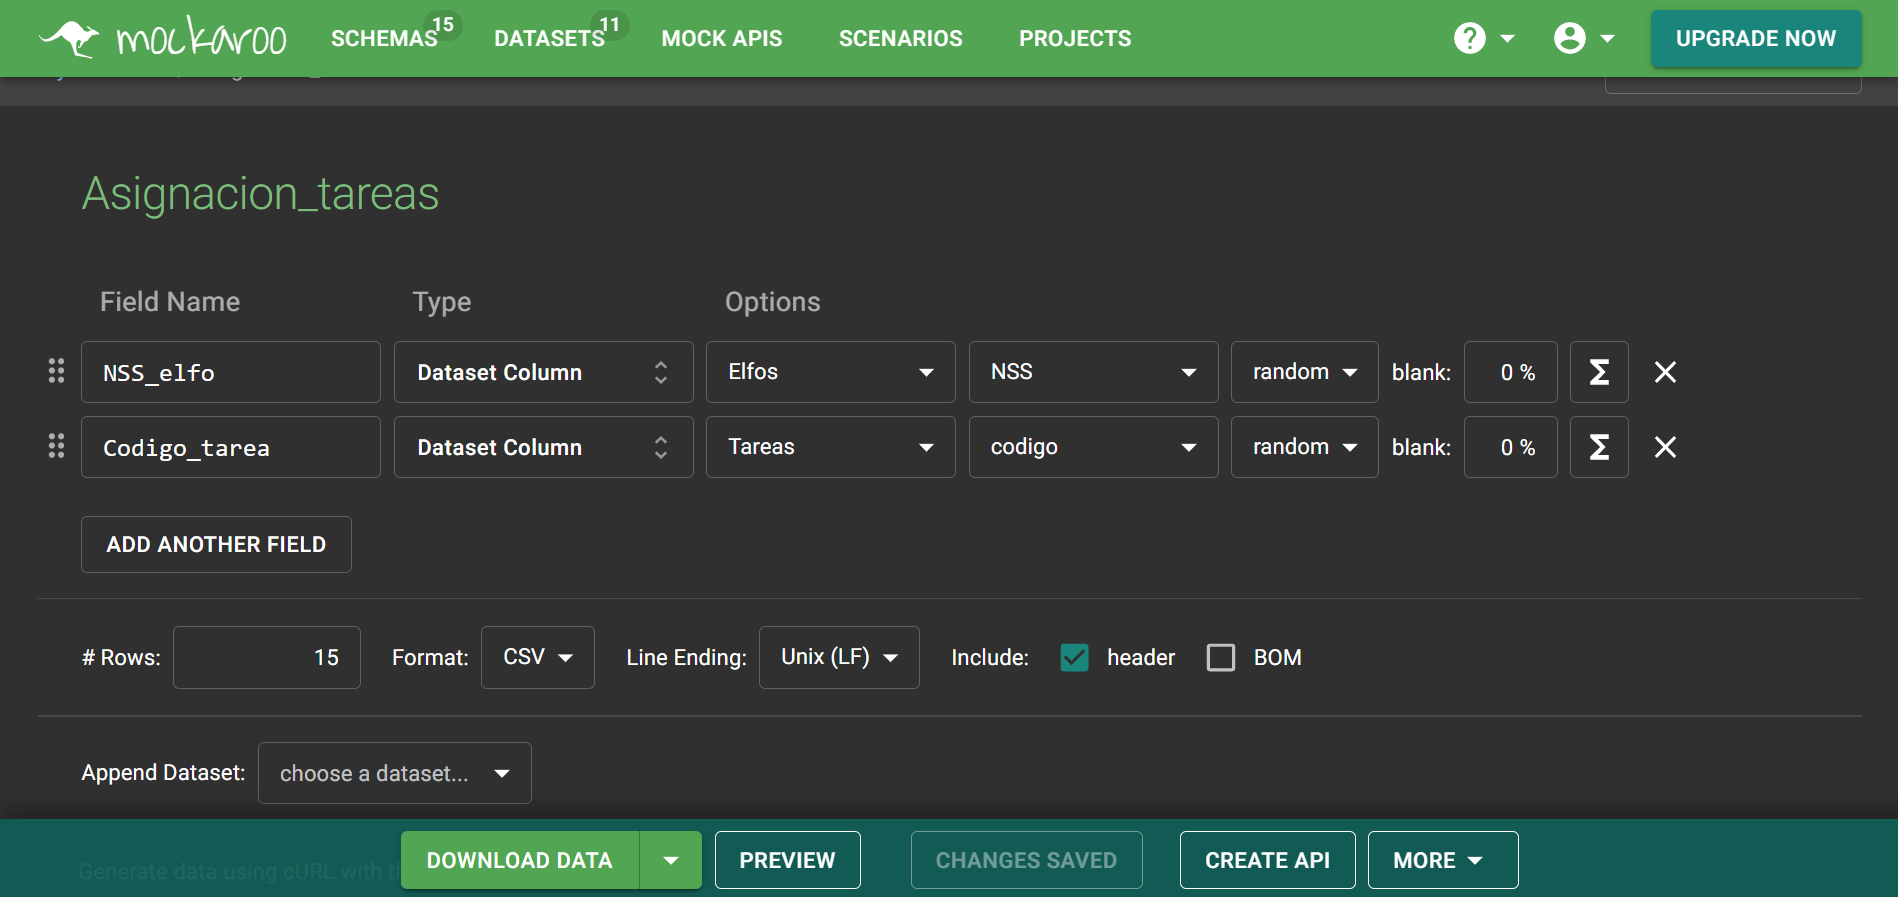 mockaroo SCHEMAS 15 DATASETS 11 MOCK APIS SCENARIOS PROJECTS ? UPGRADE NOW
Asignacion_tareas
Field Name Type Options
NSS_elfo Dataset Column Elfos NSS random blank: 0 % Σ
Codigo_tarea Dataset Column Tareas codigo random blank: 0 % Σ
ADD ANOTHER FIELD
# Rows: 15 Format: CSV Line Ending: Unix (LF) Include: header BOM
Append Dataset: choose a dataset...
Generate data using cURL with
DOWNLOAD DATA PREVIEW CHANGES SAVED CREATE API MORE